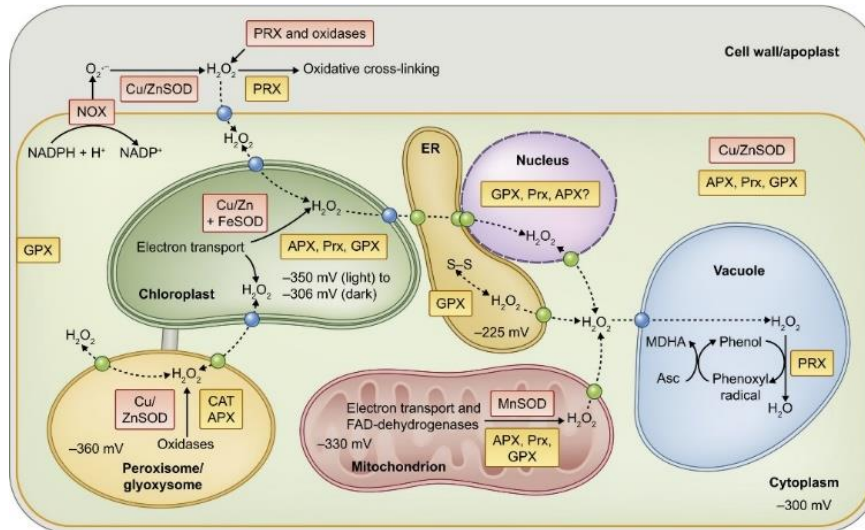 PRX and oxidases
Cell wall/apoplast
O₂·−
Cu/ZnSOD
H₂O₂
PRX
Oxidative cross-linking
NOX
NADPH + H⁺
NADP⁺
H₂O₂
ER
Nucleus
GPX, Prx, APX?
H₂O₂
Cu/ZnSOD
APX, Prx, GPX
Cu/Zn
+ FeSOD
H₂O₂
Electron transport
APX, Prx, GPX
–350 mV (light) to
–306 mV (dark)
H₂O₂
Chloroplast
GPX
S–S
GPX
H₂O₂
–225 mV
H₂O₂
Vacuole
H₂O₂
MDHA
Phenol
PRX
Asc
Phenoxyl
radical
H₂O
H₂O₂
H₂O₂
Cu/
ZnSOD
CAT
APX
–360 mV
Oxidases
Peroxisome/
glyoxysome
MnSOD
Electron transport and
FAD-dehydrogenases
H₂O₂
–330 mV
APX, Prx,
GPX
Mitochondrion
Cytoplasm
–300 mV